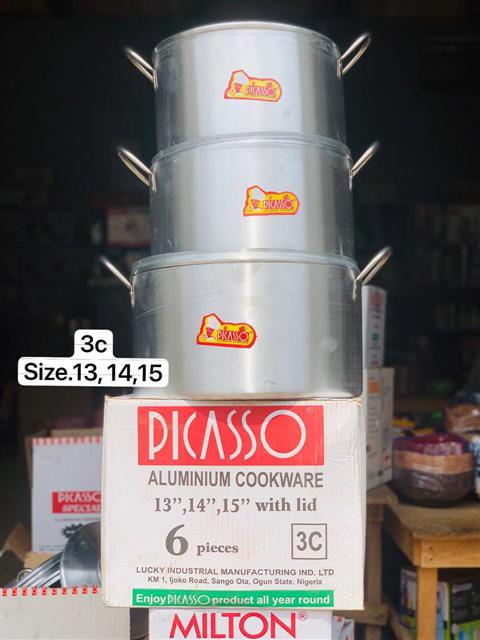 PICASSO
PICASSO
PICASSO
3c
Size.13, 14,15
PICASSO®
ALUMINIUM COOKWARE
13”,14”,15” with lid
6 pieces
3C
LUCKY INDUSTRIAL MANUFACTURING IND. LTD
KM 1, Ijoko Road, Sango Ota, Ogun State, Nigeria
Enjoy PICASSO product all year round
PICASSO
SPECIAL
MILTON®